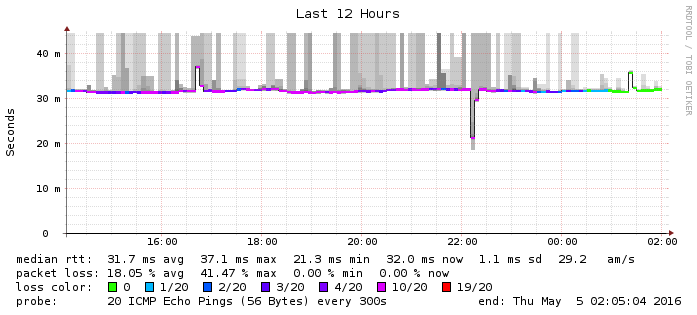 Last 12 Hours
RRDTOOL / TOBI OETIKER
Seconds
40 m
30 m
20 m
10 m
0
16:00 18:00 20:00 22:00 00:00 02:00
median rtt: 31.7 ms avg 37.1 ms max 21.3 ms min 32.0 ms now 1.1 ms sd 29.2 am/s
packet loss: 18.05 % avg 41.47 % max 0.00 % min 0.00 % now
loss color: 0 1/20 2/20 3/20 4/20 10/20 19/20
probe: 20 ICMP Echo Pings (56 Bytes) every 300s end: Thu May 5 02:05:04 2016